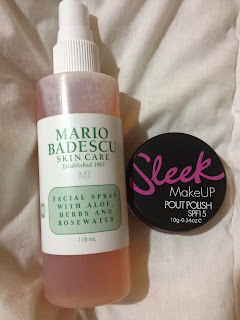 MARIO
BADESCU
SKIN CARE
Established 1967
MB
FACIAL SPRAY
WITH ALOE,
HERBS AND
ROSEWATER
118 mL
Sleek
MakeUP
POUT POLISH
SPF15
10g-0.34oz.℮